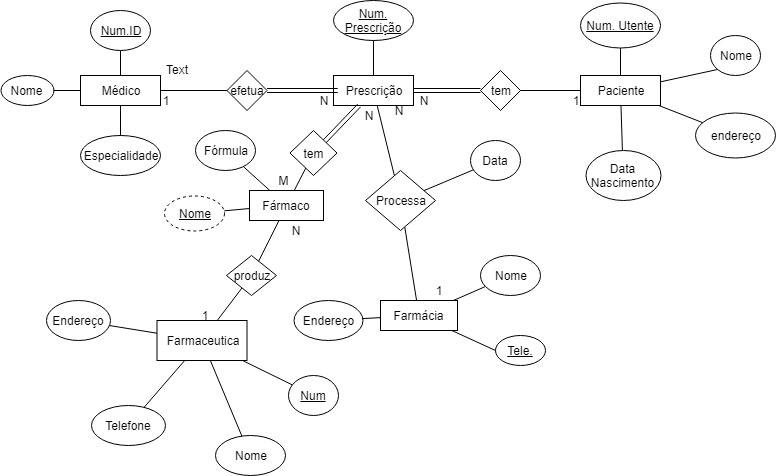 Num.
Prescrição
Num.ID
Num. Utente
Nome
Text
Nome
Médico
1
efetua
N
Prescrição
N
tem
1
Paciente
N
N
endereço
Especialidade
Fórmula
tem
Data
Data
Nascimento
M
Nome
Fármaco
Processa
N
produz
Nome
1
Endereço
1
Endereço
Farmácia
Farmaceutica
Tele.
Num
Telefone
Nome